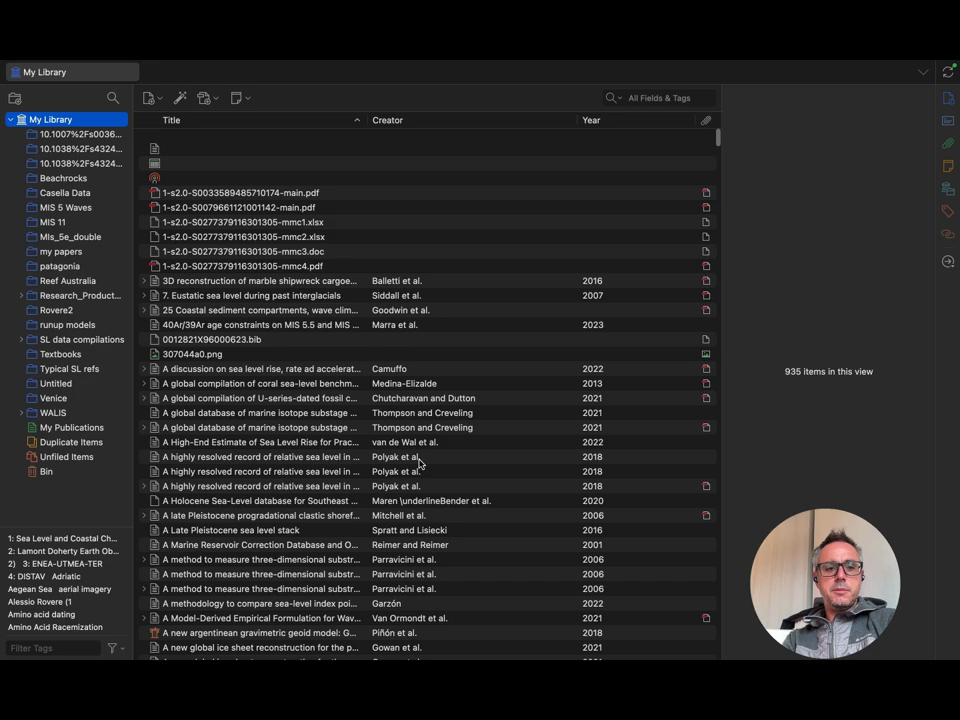 My Library
All Fields & Tags
My Library
10.1007%2Fs0036...
10.1038%2Fs4324...
10.1038%2Fs4324...
Beachrocks
Casella Data
MIS 5 Waves
MIS 11
MIs_5e_double
my papers
patagonia
Reef Australia
Research_Product...
Rovere2
runup models
SL data compilations
Textbooks
Typical SL refs
Untitled
Venice
WALIS
My Publications
Duplicate Items
Unfiled Items
Bin
1: Sea Level and Coastal Ch...
2: Lamont Doherty Earth Ob...
2) 3: ENEA-UTMEA-TER
4: DISTAV Adriatic
Aegean Sea aerial imagery
Alessio Rovere (1
Amino acid dating
Amino Acid Racemization
Filter Tags
Title Creator Year
1-s2.0-S0033589485710174-main.pdf
1-s2.0-S0079661121001142-main.pdf
1-s2.0-S0277379116301305-mmc1.xlsx
1-s2.0-S0277379116301305-mmc2.xlsx
1-s2.0-S0277379116301305-mmc3.doc
1-s2.0-S0277379116301305-mmc4.pdf
3D reconstruction of marble shipwreck cargoe... Balletti et al. 2016
7. Eustatic sea level during past interglacials Siddall et al. 2007
25 Coastal sediment compartments, wave clim... Goodwin et al.
40Ar/39Ar age constraints on MIS 5.5 and MIS ... Marra et al. 2023
0012821X96000623.bib
307044a0.png
A discussion on sea level rise, rate ad accelerat... Camuffo 2022
A global compilation of coral sea-level benchm... Medina-Elizalde 2013
A global compilation of U-series-dated fossil c... Chutcharavan and Dutton 2021
A global database of marine isotope substage ... Thompson and Creveling 2021
A global database of marine isotope substage ... Thompson and Creveling 2021
A High-End Estimate of Sea Level Rise for Prac... van de Wal et al. 2022
A highly resolved record of relative sea level in ... Polyak et al. 2018
A highly resolved record of relative sea level in ... Polyak et al. 2018
A highly resolved record of relative sea level in ... Polyak et al. 2018
A Holocene Sea-Level database for Southeast ... Maren \underlineBender et al. 2020
A late Pleistocene progradational clastic shoref... Mitchell et al. 2006
A Late Pleistocene sea level stack Spratt and Lisiecki 2016
A Marine Reservoir Correction Database and O... Reimer and Reimer 2001
A method to measure three-dimensional substr... Parravicini et al. 2006
A method to measure three-dimensional substr... Parravicini et al. 2006
A method to measure three-dimensional substr... Parravicini et al. 2006
A methodology to compare sea-level index poi... Garzón 2022
A Model-Derived Empirical Formulation for Wav... Van Ormondt et al. 2021
A new argentinean gravimetric geoid model: G... Piñón et al. 2018
A new global ice sheet reconstruction for the p... Gowan et al. 2021
935 items in this view